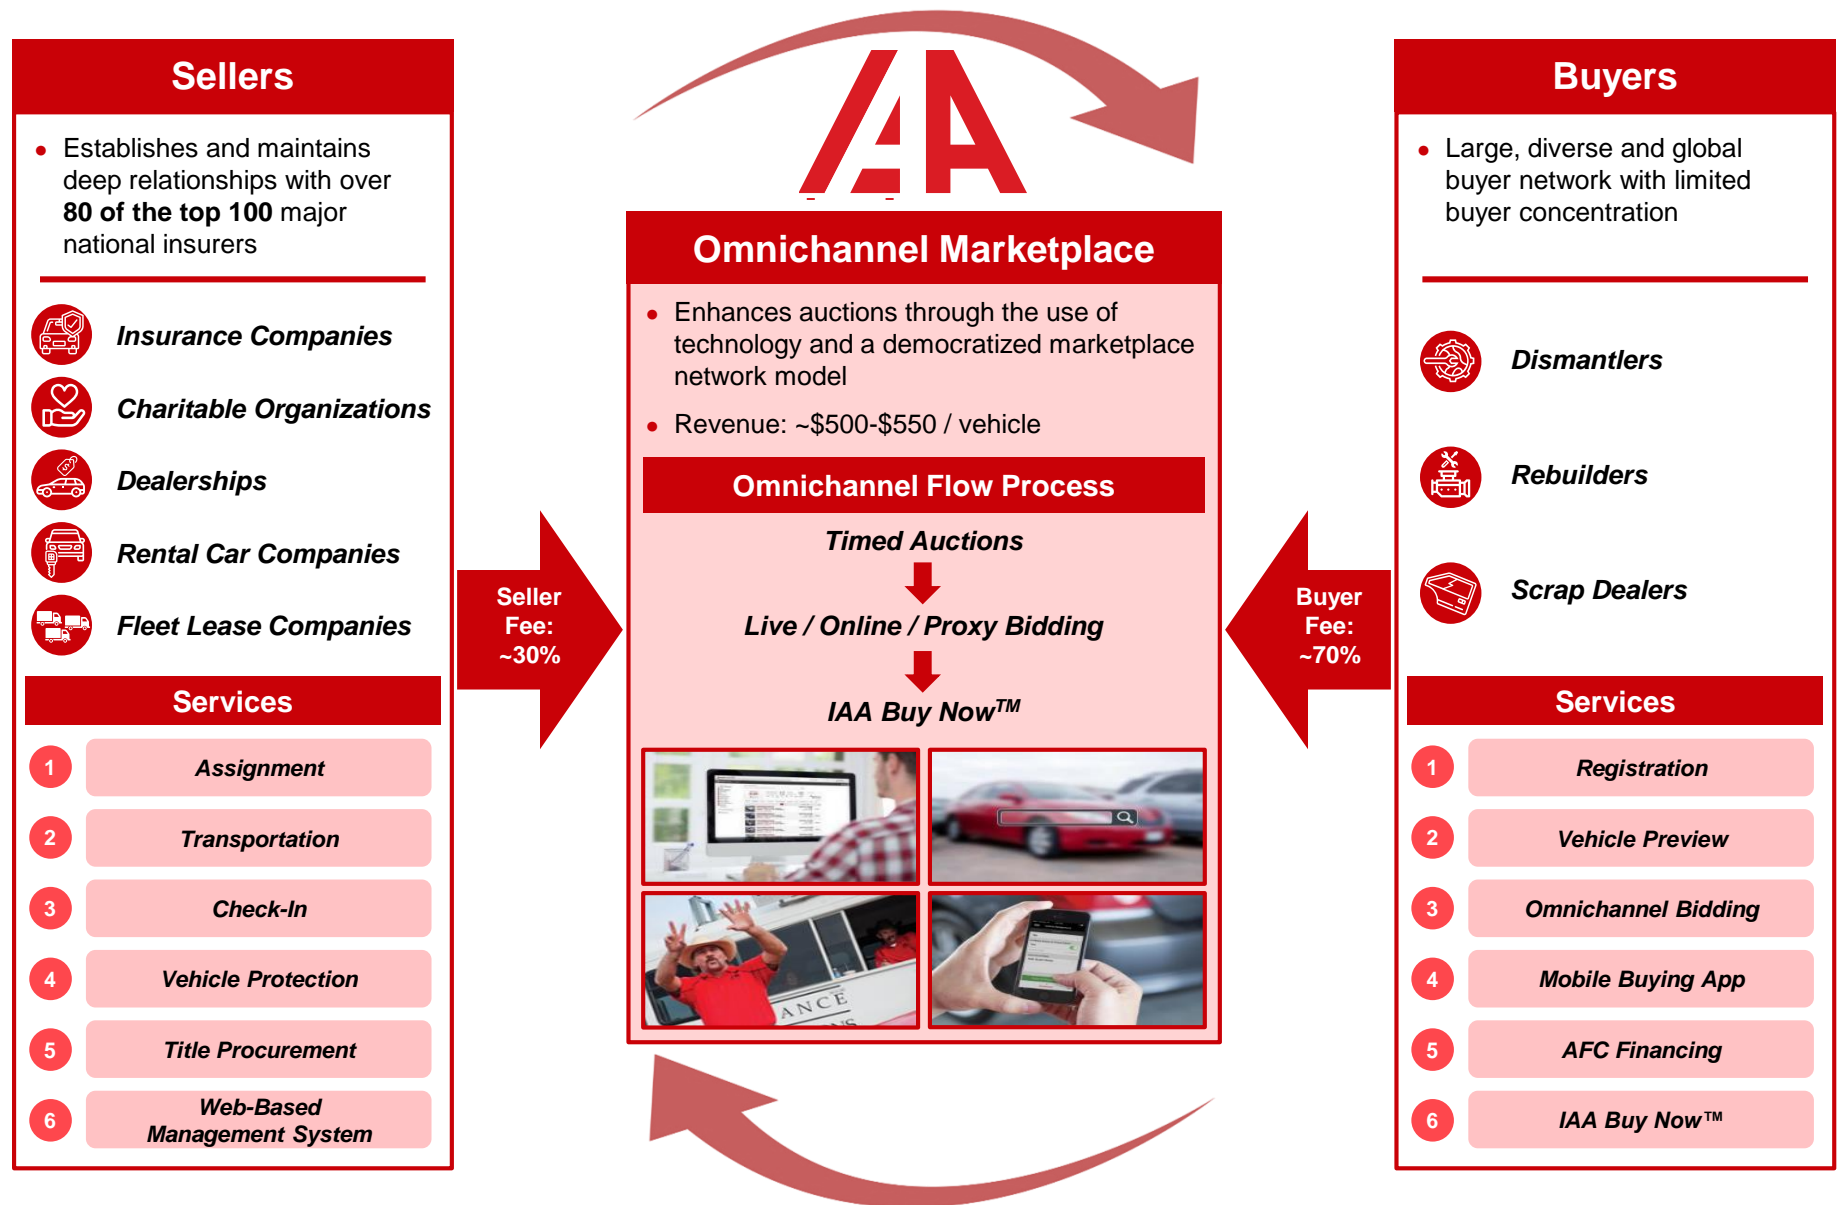 Sellers
• Establishes and maintains
deep relationships with over
80 of the top 100 major
national insurers
Insurance Companies
Charitable Organizations
Dealerships
Rental Car Companies
Fleet Lease Companies
Services
1 Assignment
2 Transportation
3 Check-In
4 Vehicle Protection
5 Title Procurement
6 Web-Based
Management System
Seller
Fee:
~30%
IAA
Omnichannel Marketplace
• Enhances auctions through the use of
technology and a democratized marketplace
network model
• Revenue: ~$500-$550 / vehicle
Omnichannel Flow Process
Timed Auctions
Live / Online / Proxy Bidding
IAA Buy Now™
ANCE
Buyer
Fee:
~70%
Buyers
• Large, diverse and global
buyer network with limited
buyer concentration
Dismantlers
Rebuilders
Scrap Dealers
Services
1 Registration
2 Vehicle Preview
3 Omnichannel Bidding
4 Mobile Buying App
5 AFC Financing
6 IAA Buy Now™